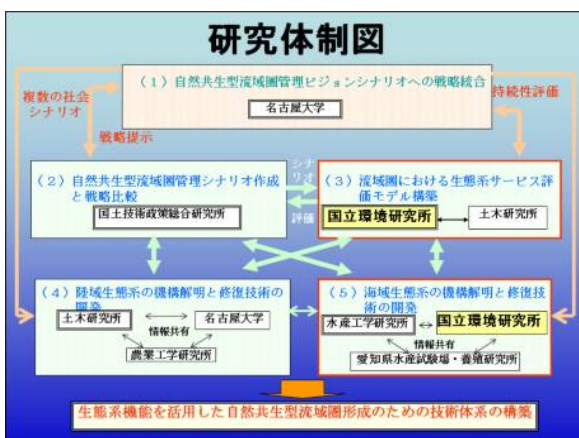 研究体制図
（１）自然共生型流域圏管理ビジョンシナリオへの戦略統合
名古屋大学
複数の社会
シナリオ
戦略提示
持続性評価
（２）自然共生型流域圏管理シナリオ作成
と戦略比較
国土技術政策総合研究所
シナ
リオ
評価
（３）流域圏における生態系サービス評
価モデル構築
国立環境研究所
土木研究所
（４）陸域生態系の機構解明と修復技術の
開発
土木研究所
名古屋大学
情報共有
農業工学研究所
（５）海域生態系の機構解明と修復技
術の開発
水産工学研究所
国立環境研究所
情報共有
愛知県水産試験場・養殖研究所
生態系機能を活用した自然共生型流域圏形成のための技術体系の構築